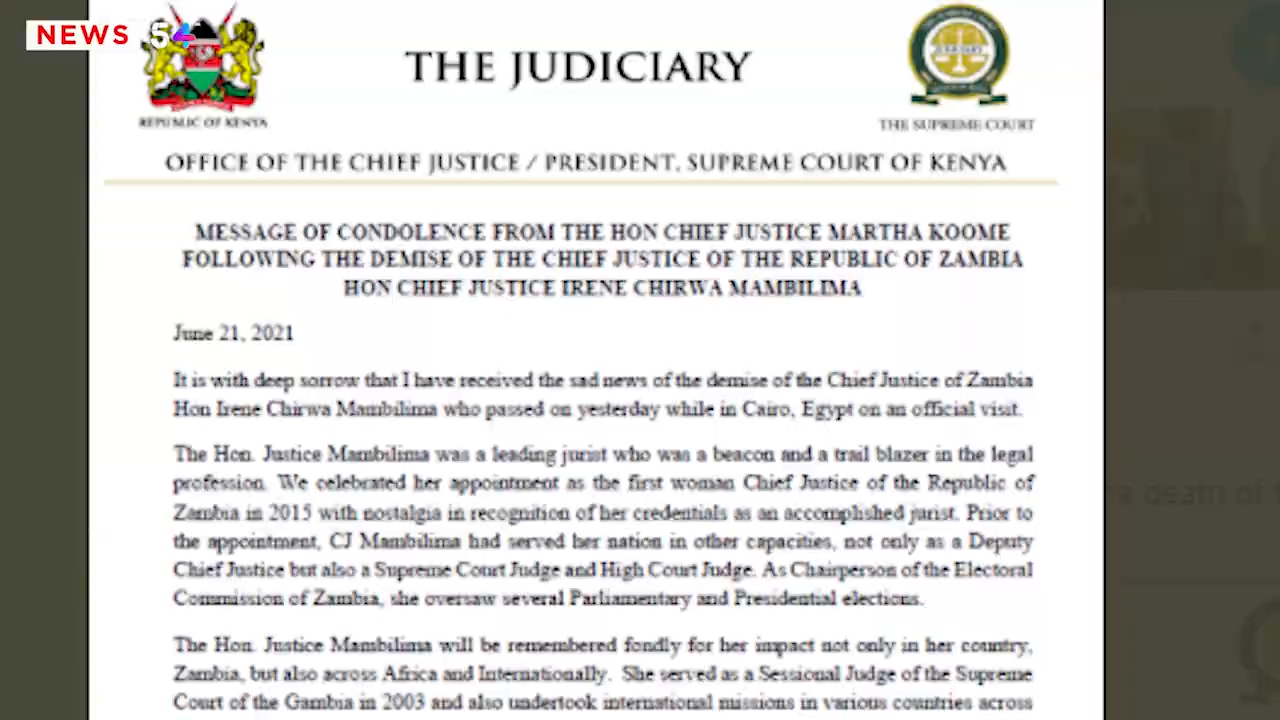 NEWS 54
THE JUDICIARY
REPUBLIC OF KENYA
JUDICIARY
THE SUPREME COURT
OFFICE OF THE CHIEF JUSTICE / PRESIDENT, SUPREME COURT OF KENYA
MESSAGE OF CONDOLENCE FROM THE HON CHIEF JUSTICE MARTHA KOOME
FOLLOWING THE DEMISE OF THE CHIEF JUSTICE OF THE REPUBLIC OF ZAMBIA
HON CHIEF JUSTICE IRENE CHIRWA MAMBILIMA
June 21, 2021
It is with deep sorrow that I have received the sad news of the demise of the Chief Justice of Zambia
Hon Irene Chirwa Mambilima who passed on yesterday while in Cairo, Egypt on an official visit.
The Hon. Justice Mambilima was a leading jurist who was a beacon and a trail blazer in the legal
profession. We celebrated her appointment as the first woman Chief Justice of the Republic of
Zambia in 2015 with nostalgia in recognition of her credentials as an accomplished jurist. Prior to
the appointment, CJ Mambilima had served her nation in other capacities, not only as a Deputy
Chief Justice but also a Supreme Court Judge and High Court Judge. As Chairperson of the Electoral
Commission of Zambia, she oversaw several Parliamentary and Presidential elections.
The Hon. Justice Mambilima will be remembered fondly for her impact not only in her country,
Zambia, but also across Africa and Internationally. She served as a Sessional Judge of the Supreme
Court of the Gambia in 2003 and also undertook international missions in various countries across
death of